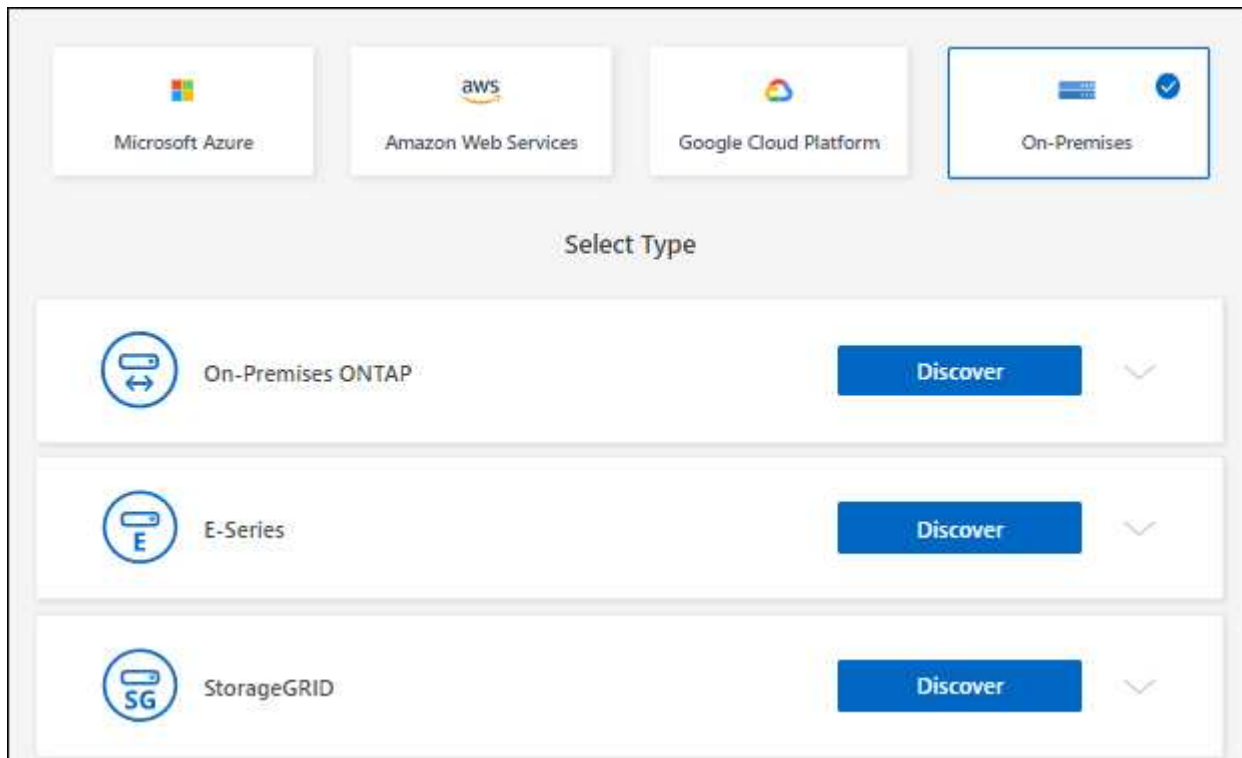 aws
Microsoft Azure
Amazon Web Services
Google Cloud Platform
On-Premises
Select Type
On-Premises ONTAP
Discover
E
E-Series
Discover
SG
StorageGRID
Discover